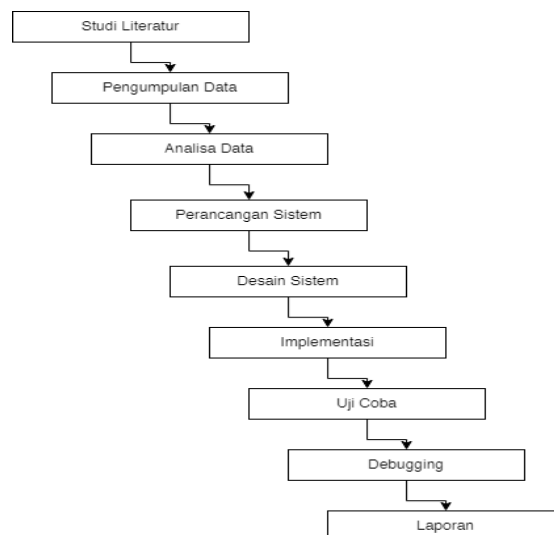 Studi Literatur
Pengumpulan Data
Analisa Data
Perancangan Sistem
Desain Sistem
Implementasi
Uji Coba
Debugging
Laporan